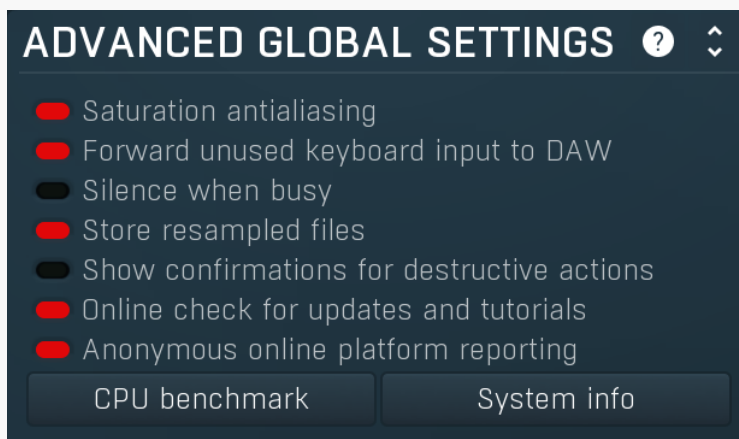 ADVANCED GLOBAL SETTINGS ?
Saturation antialiasing
Forward unused keyboard input to DAW
Silence when busy
Store resampled files
Show confirmations for destructive actions
Online check for updates and tutorials
Anonymous online platform reporting
CPU benchmark System info